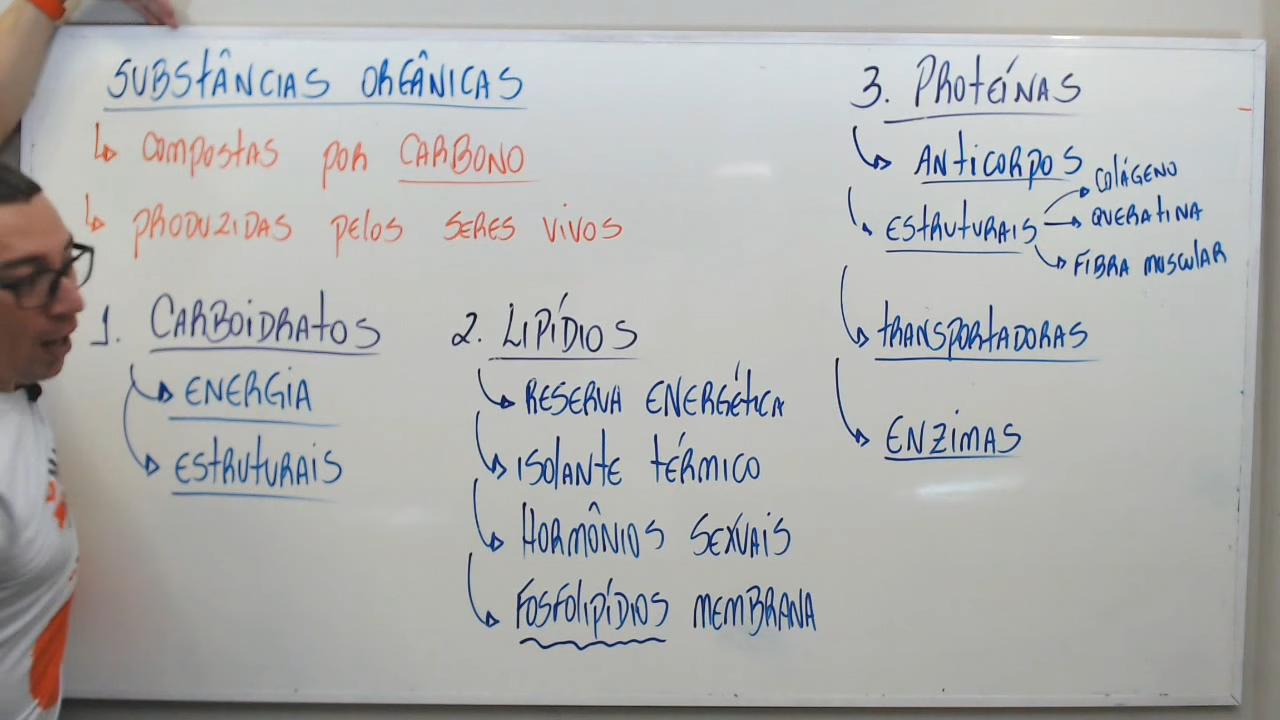 SUBSTÂNCIAS ORGÂNICAS
COMPOSTAS POR CARBONO
PRODUZIDAS PELOS SERES VIVOS
1. CARBOIDRATOS
ENERGIA
ESTRUTURAIS
2. LIPÍDIOS
RESERVA ENERGÉTICA
ISOLANTE TÉRMICO
HORMÔNIOS SEXUAIS
FOSFOLIPÍDIOS MEMBRANA
3. PROTEÍNAS
ANTICORPOS
ESTRUTURAIS
COLÁGENO
QUERATINA
FIBRA MUSCULAR
TRANSPORTADORAS
ENZIMAS